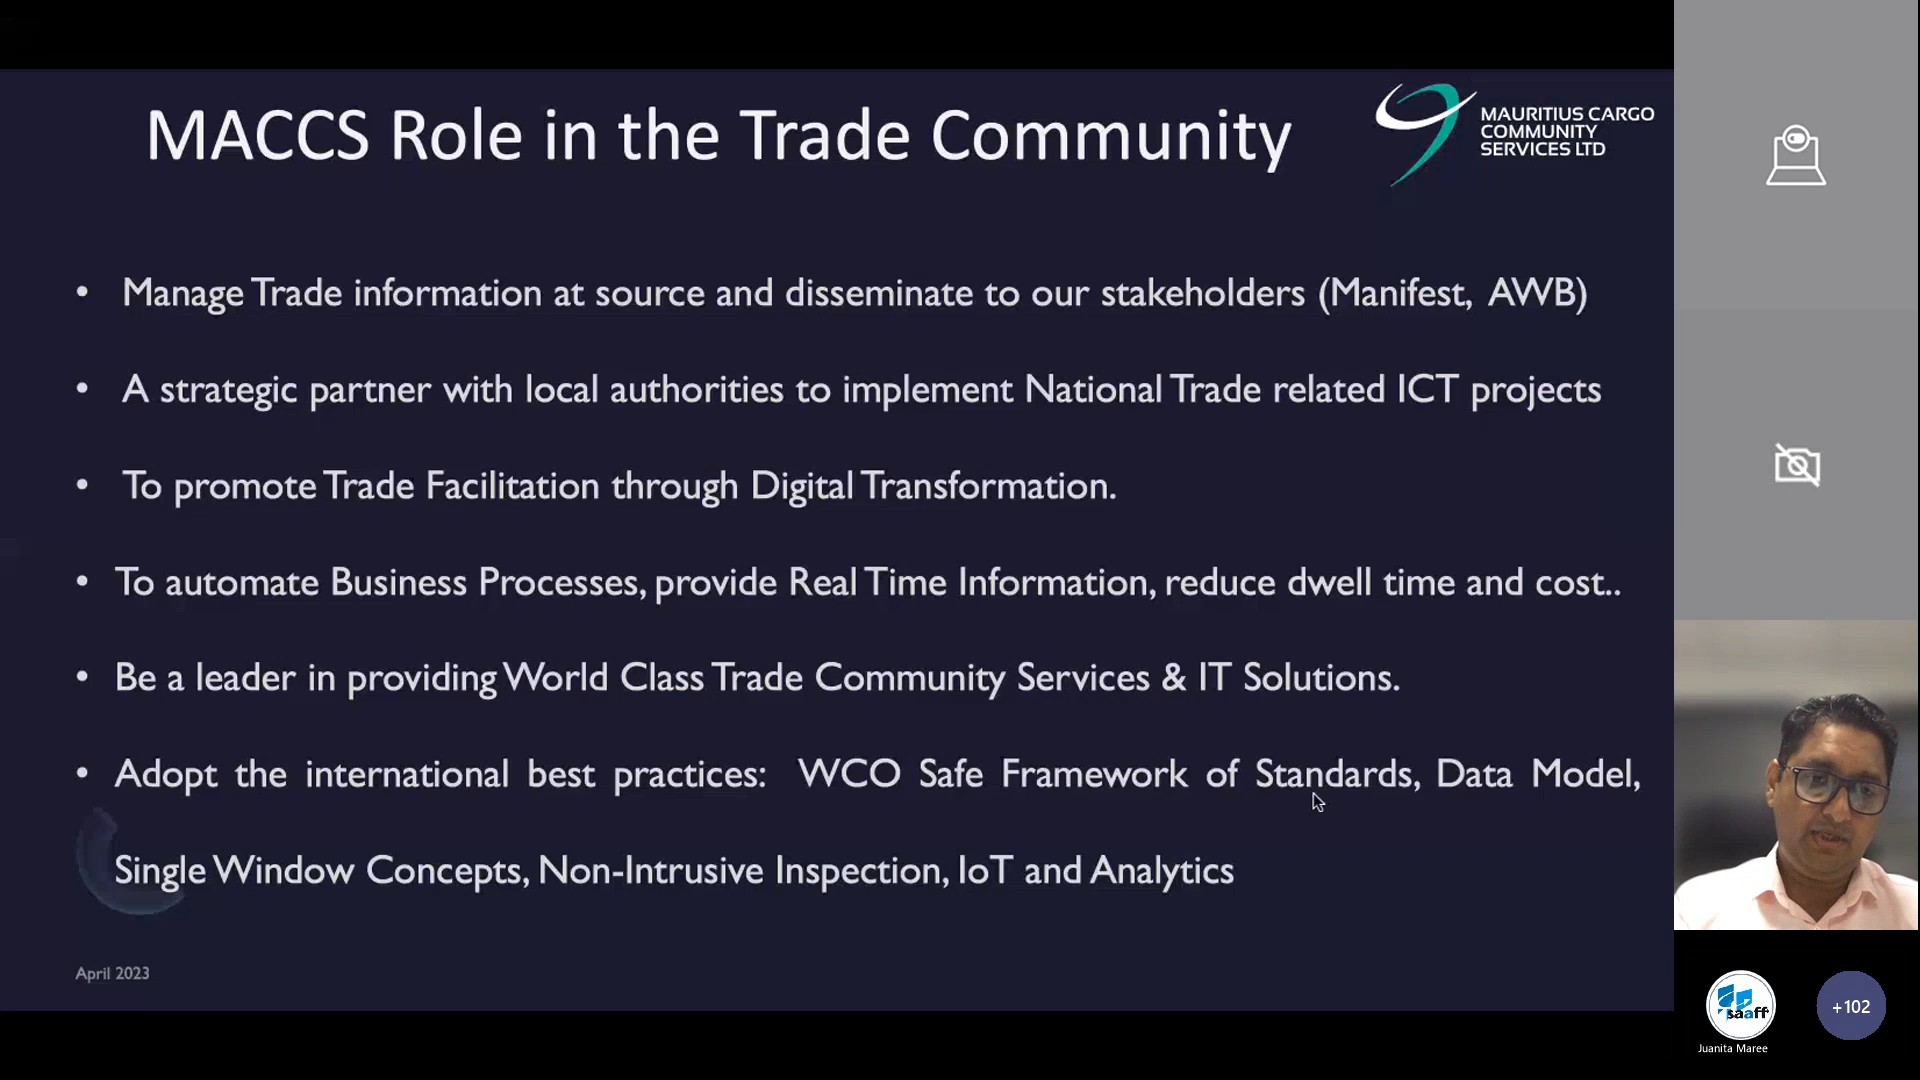 MACCS Role in the Trade Community
MAURITIUS CARGO
COMMUNITY
SERVICES LTD
• Manage Trade information at source and disseminate to our stakeholders (Manifest, AWB)
• A strategic partner with local authorities to implement National Trade related ICT projects
• To promote Trade Facilitation through Digital Transformation.
• To automate Business Processes, provide Real Time Information, reduce dwell time and cost..
• Be a leader in providing World Class Trade Community Services & IT Solutions.
• Adopt the international best practices: WCO Safe Framework of Standards, Data Model,
Single Window Concepts, Non-Intrusive Inspection, IoT and Analytics
April 2023
saaff
+102
Juanita Maree